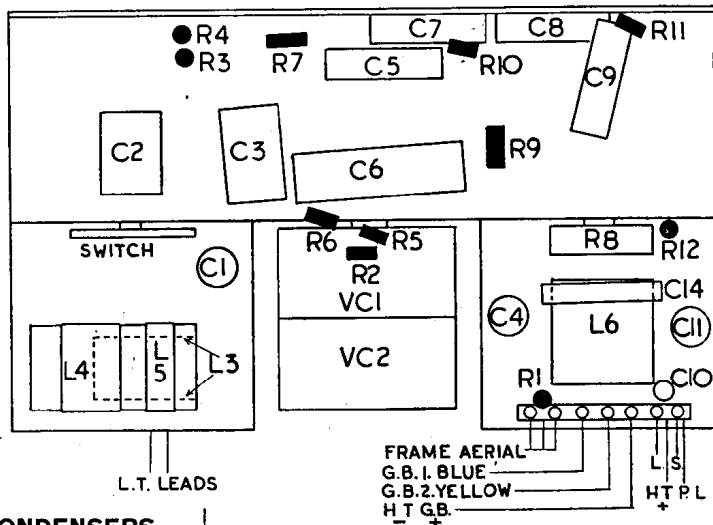 R4
R3
R7
C7
C8
R11
C5
R10
C9
C2
C3
C6
R9
SWITCH
C1
R6
R5
R2
VC1
VC2
R8
R12
C14
C4
L6
C11
L4
L5
L3
R1
C10
FRAME AERIAL
L.S.
G.B.1. BLUE
G.B.2.YELLOW
L.T. LEADS
HT P.L
+
H T G.B.
- +
ONDENSERS